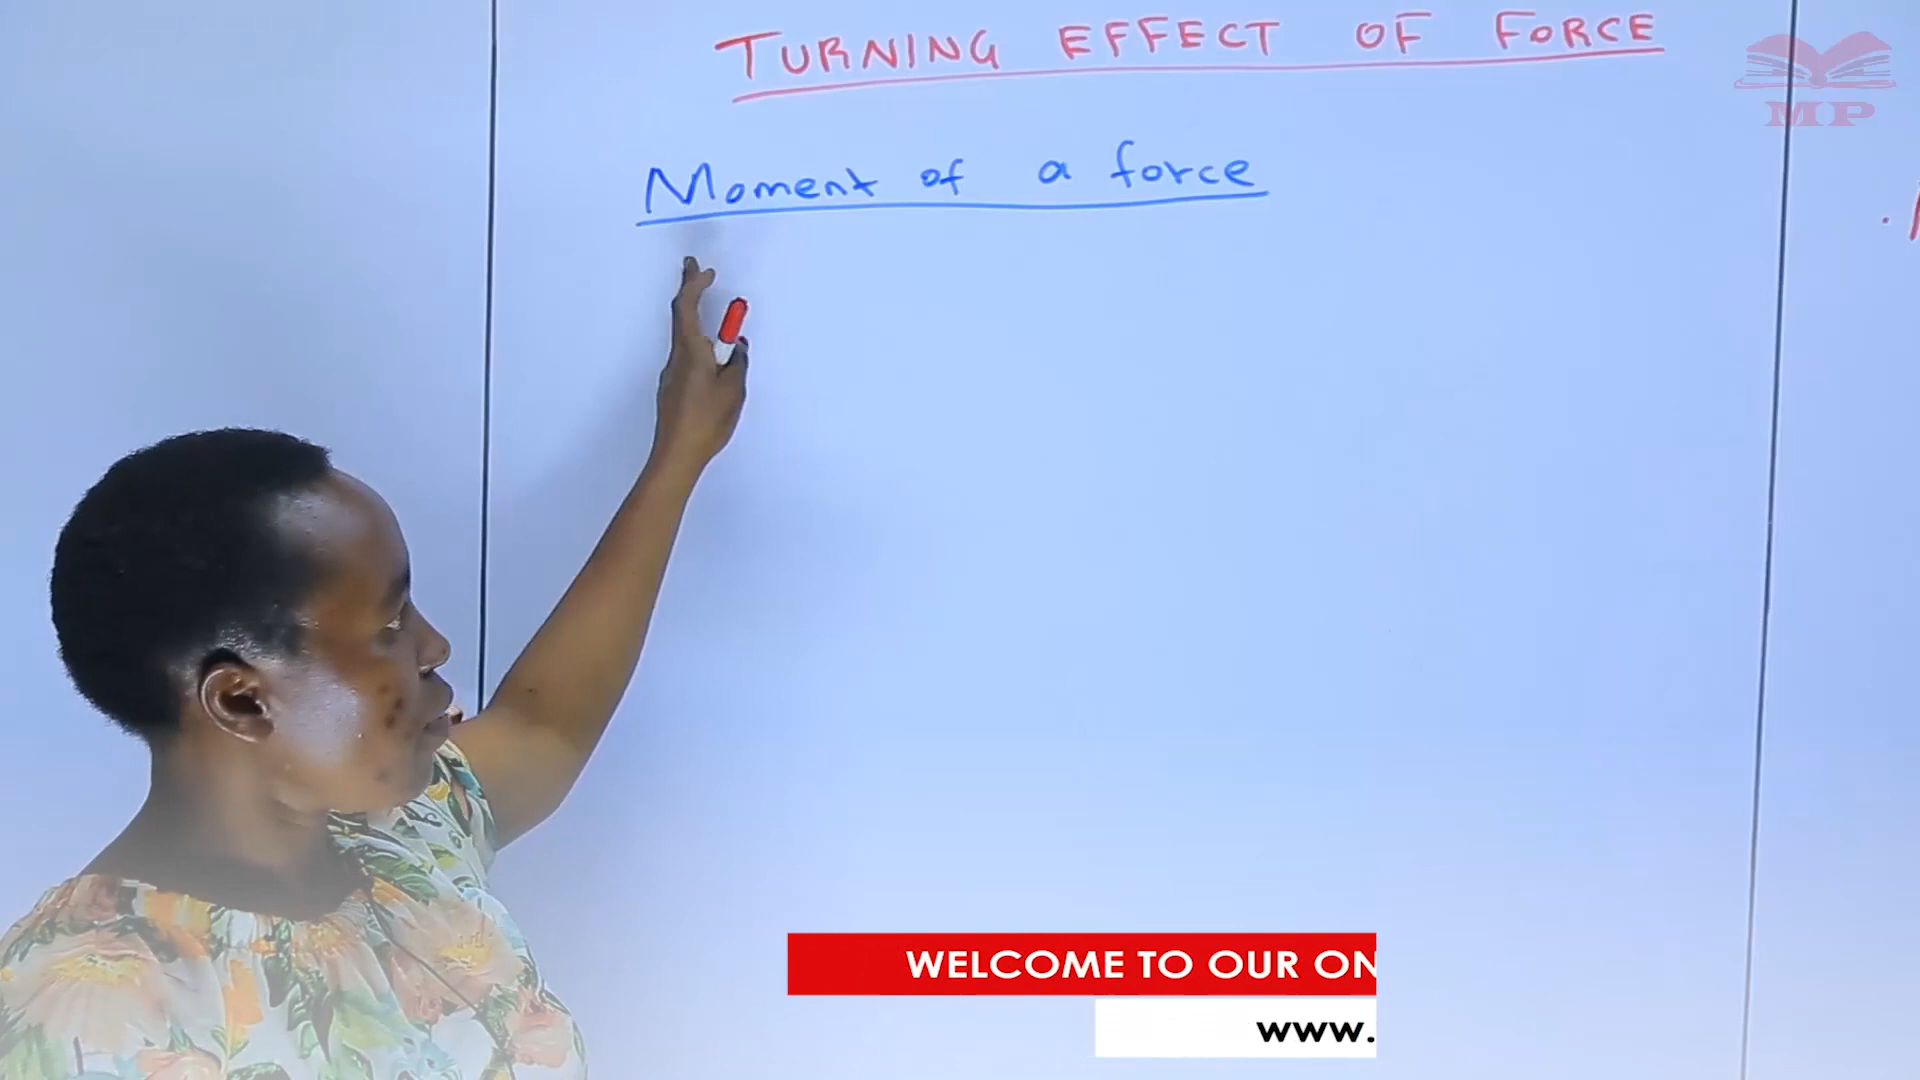 TURNING EFFECT OF FORCE
MP
Moment of a force
WELCOME TO OUR ON
www.